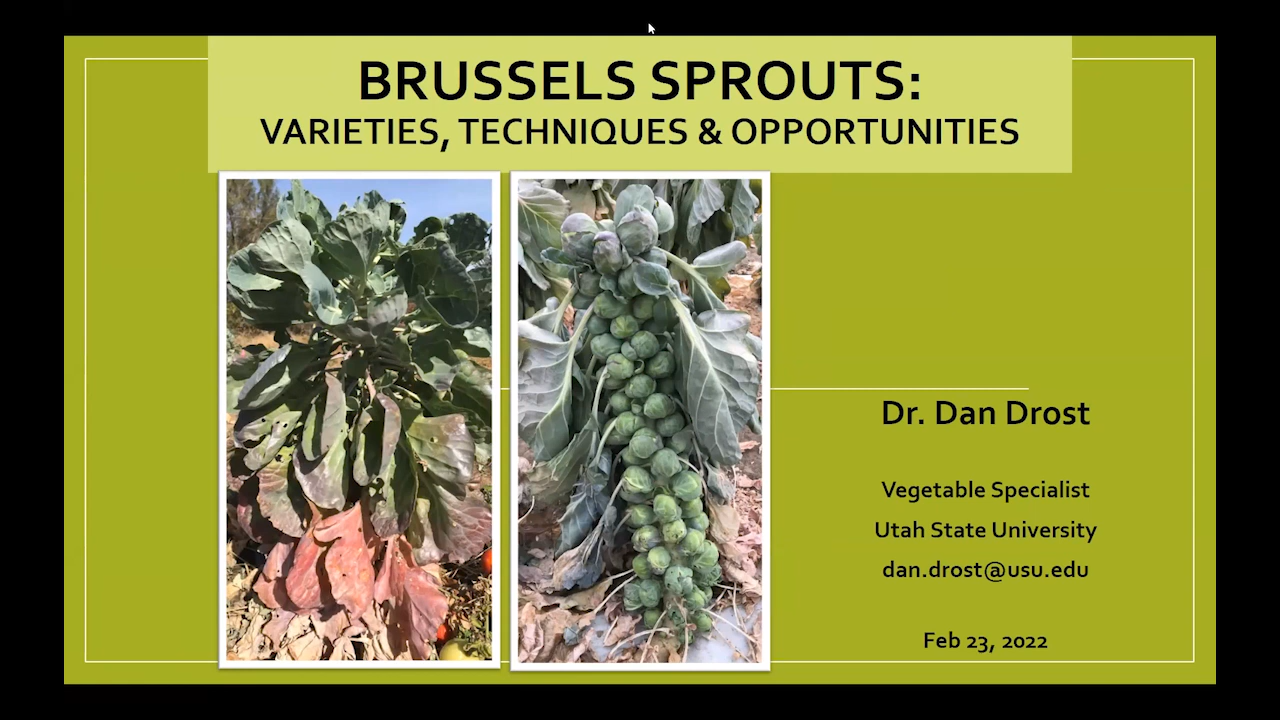 BRUSSELS SPROUTS:
VARIETIES, TECHNIQUES & OPPORTUNITIES
Dr. Dan Drost
Vegetable Specialist
Utah State University
dan.drost@usu.edu
Feb 23, 2022